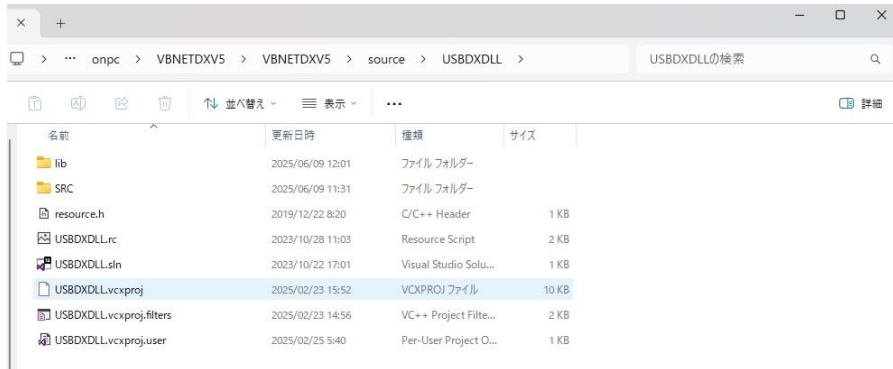 onpc > VBNETDXV5 > VBNETDXV5 > source > USBDXDLL > USBDXDLLの検索
並べ替え 表示 詳細
名前 更新日時 種類 サイズ
lib 2025/06/09 12:01 ファイル フォルダー
SRC 2025/06/09 11:31 ファイル フォルダー
resource.h 2019/12/22 8:20 C/C++ Header 1 KB
USBDXDLL.rc 2023/10/28 11:03 Resource Script 2 KB
USBDXDLL.sln 2023/10/22 17:01 Visual Studio Solu... 1 KB
USBDXDLL.vcxproj 2025/02/23 15:52 VCXPROJ ファイル 10 KB
USBDXDLL.vcxproj.filters 2025/02/23 14:56 VC++ Project Filte... 2 KB
USBDXDLL.vcxproj.user 2025/02/25 5:40 Per-User Project O... 1 KB